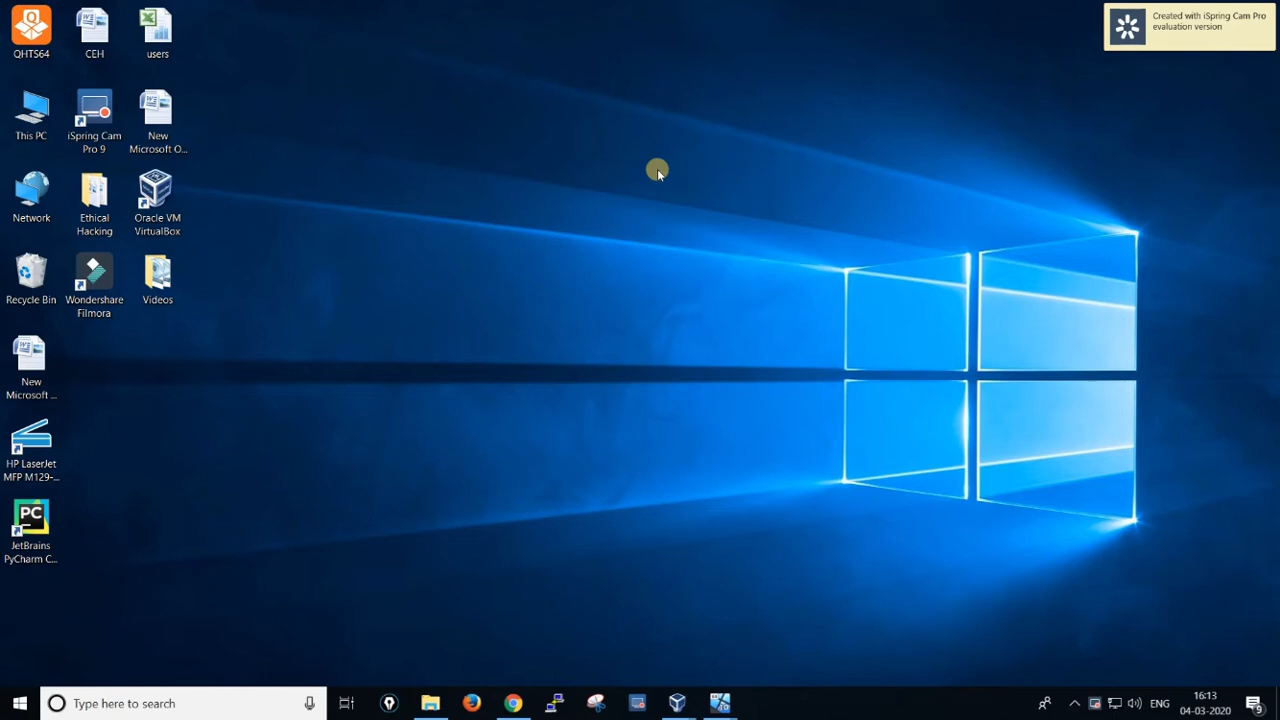 Created with iSpring Cam Pro
evaluation version
QHTS64
CEH
users
This PC
iSpring Cam
Pro 9
New
Microsoft O...
Network
Ethical
Hacking
Oracle VM
VirtualBox
Recycle Bin
Wondershare
Filmora
Videos
New
Microsoft ...
HP LaserJet
MFP M129-...
PC
JetBrains
PyCharm C...
Type here to search
ENG
16:13
04-03-2020
9